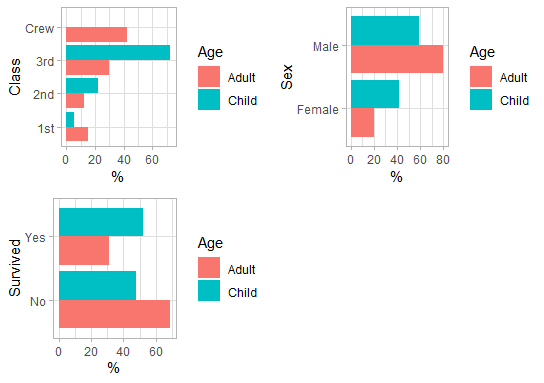 Class
Crew
3rd
2nd
1st
0 20 40 60
%
Age
Adult
Child
Sex
Male
Female
0 20 40 60 80
%
Age
Adult
Child
Survived
Yes
No
0 20 40 60
%
Age
Adult
Child